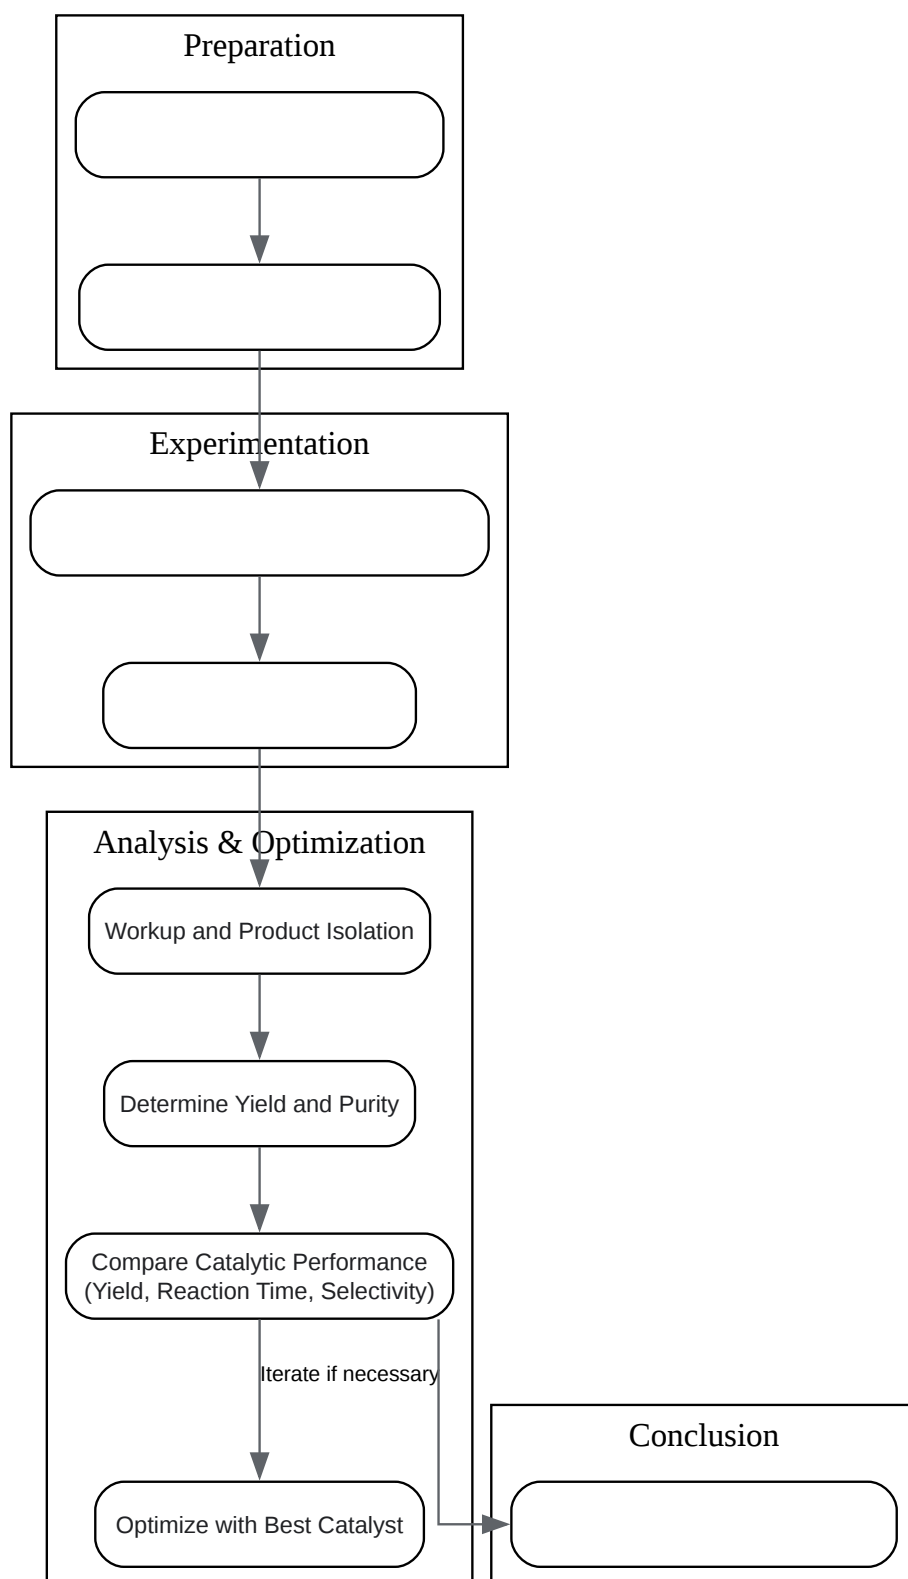 Preparation
Experimentation
Analysis & Optimization
Workup and Product Isolation
Determine Yield and Purity
Compare Catalytic Performance
(Yield, Reaction Time, Selectivity)
Iterate if necessary
Conclusion
Optimize with Best Catalyst